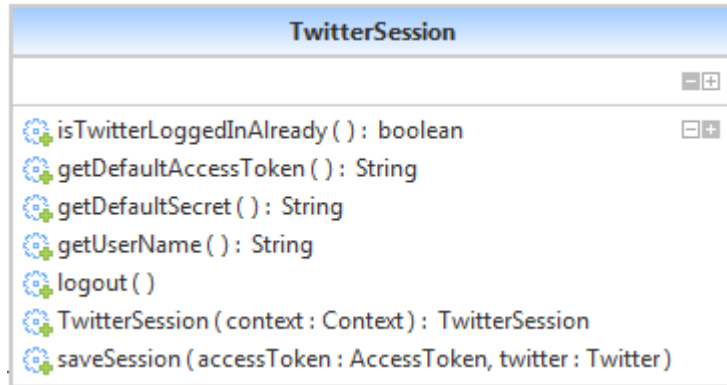 TwitterSession
isTwitterLoggedInAlready ( ) : boolean
getDefaultAccessToken ( ) : String
getDefaultSecret ( ) : String
getUserName ( ) : String
logout ( )
TwitterSession ( context : Context ) : TwitterSession
saveSession ( accessToken : AccessToken, twitter : Twitter )